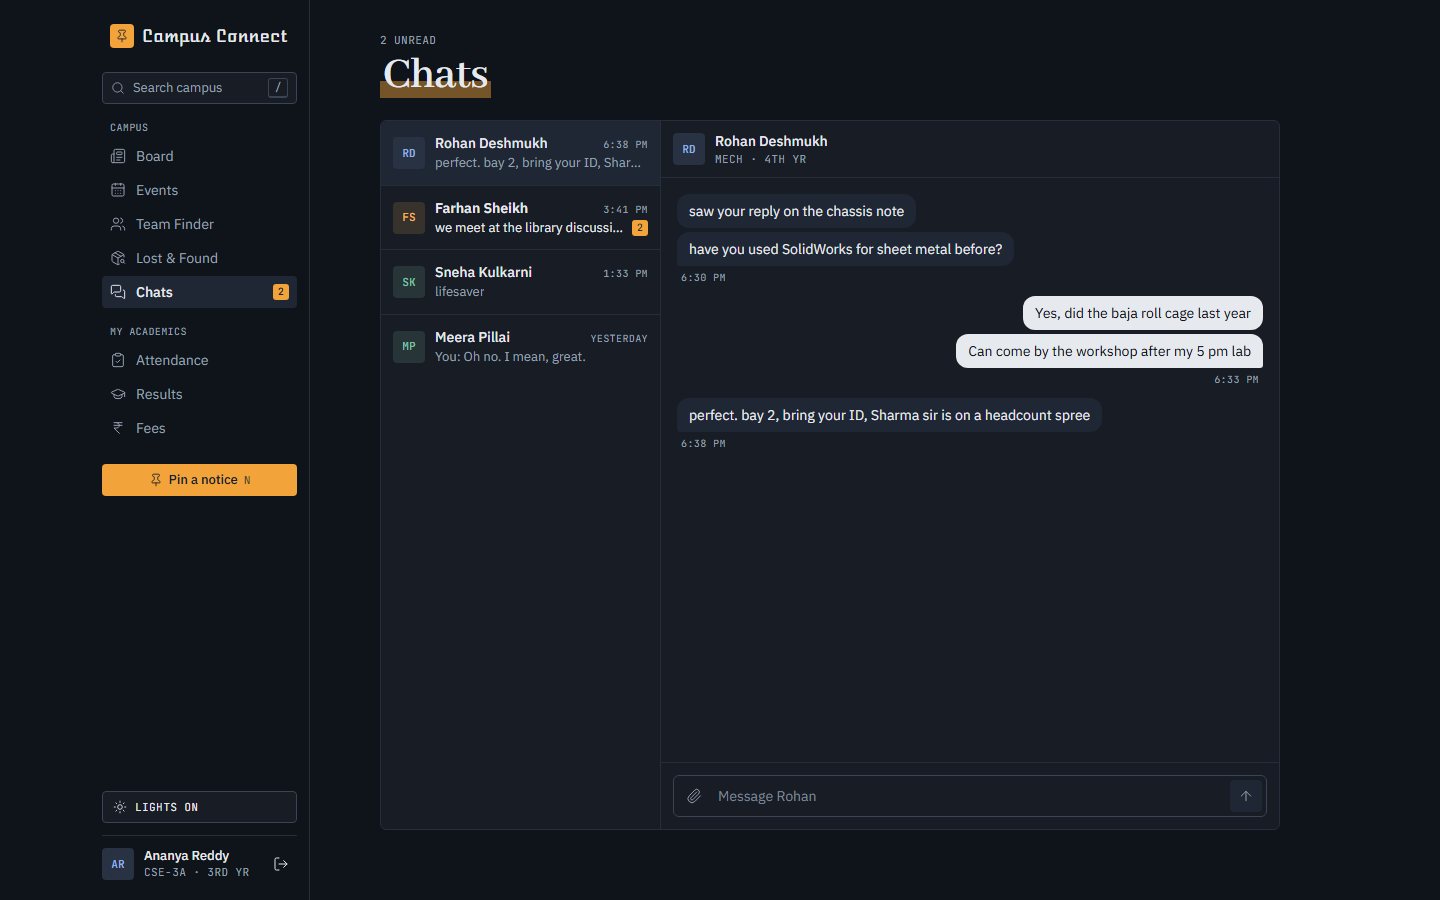 Campus Connect
Search campus /
CAMPUS
Board
Events
Team Finder
Lost & Found
Chats 2
MY ACADEMICS
Attendance
Results
Fees
Pin a notice N
LIGHTS ON
AR
Ananya Reddy
CSE-3A · 3RD YR
2 UNREAD
Chats
RD
Rohan Deshmukh 6:38 PM
perfect. bay 2, bring your ID, Shar...
FS
Farhan Sheikh 3:41 PM
we meet at the library discussi... 2
SK
Sneha Kulkarni 1:33 PM
lifesaver
MP
Meera Pillai YESTERDAY
You: Oh no. I mean, great.
RD
Rohan Deshmukh
MECH · 4TH YR
saw your reply on the chassis note
have you used SolidWorks for sheet metal before?
6:30 PM
Yes, did the baja roll cage last year
Can come by the workshop after my 5 pm lab
6:33 PM
perfect. bay 2, bring your ID, Sharma sir is on a headcount spree
6:38 PM
Message Rohan